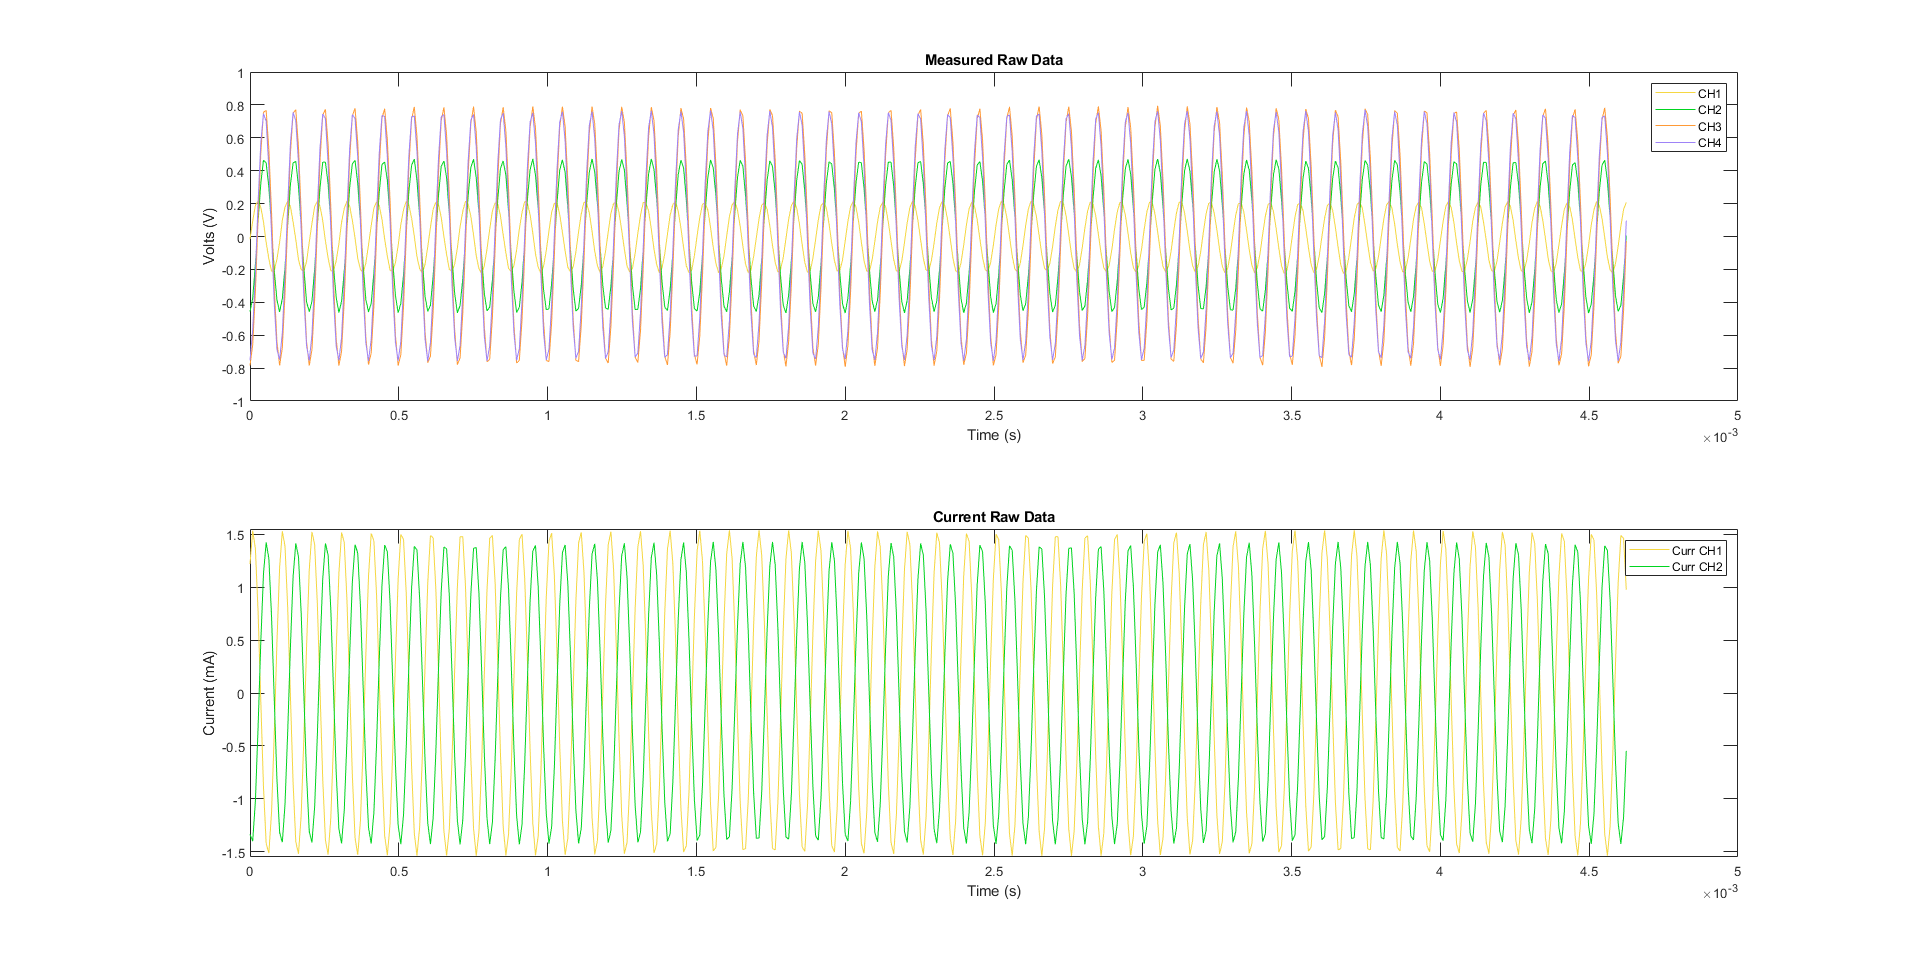 Measured Raw Data
1
0.8
0.6
0.4
0.2
0
-0.2
-0.4
-0.6
-0.8
-1
Volts (V)
CH1
CH2
CH3
CH4
0 0.5 1 1.5 2 2.5 3 3.5 4 4.5 5
Time (s)
×10-3
Current Raw Data
1.5
1
0.5
0
-0.5
-1
-1.5
Current (mA)
Curr CH1
Curr CH2
0 0.5 1 1.5 2 2.5 3 3.5 4 4.5 5
Time (s)
×10-3